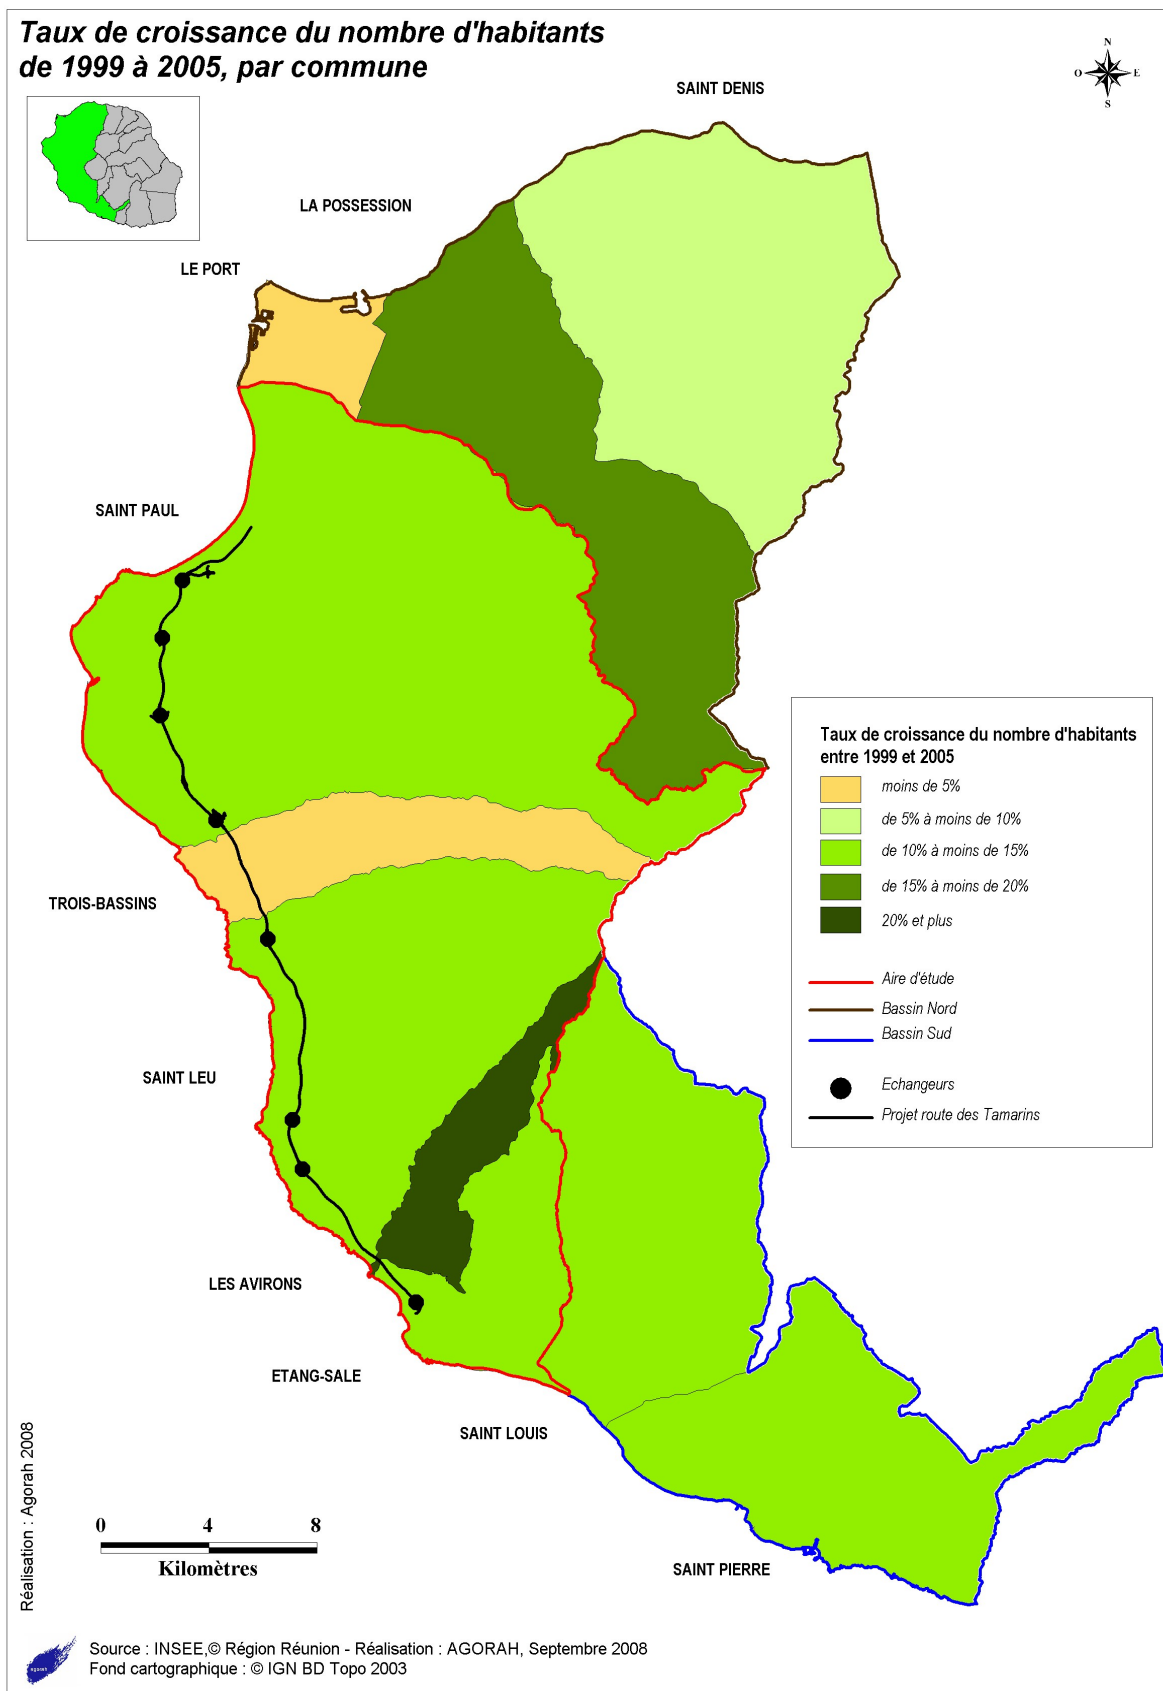 Taux de croissance du nombre d'habitants
de 1999 à 2005, par commune
N
O E
S
SAINT DENIS
LA POSSESSION
LE PORT
SAINT PAUL
TROIS-BASSINS
SAINT LEU
LES AVIRONS
ETANG-SALE
SAINT LOUIS
SAINT PIERRE
Taux de croissance du nombre d'habitants
entre 1999 et 2005
moins de 5%
de 5% à moins de 10%
de 10% à moins de 15%
de 15% à moins de 20%
20% et plus
Aire d'étude
Bassin Nord
Bassin Sud
Echangeurs
Projet route des Tamarins
0 4 8
Kilomètres
Réalisation : Agorah 2008
agorah
Source : INSEE,© Région Réunion - Réalisation : AGORAH, Septembre 2008
Fond cartographique : © IGN BD Topo 2003